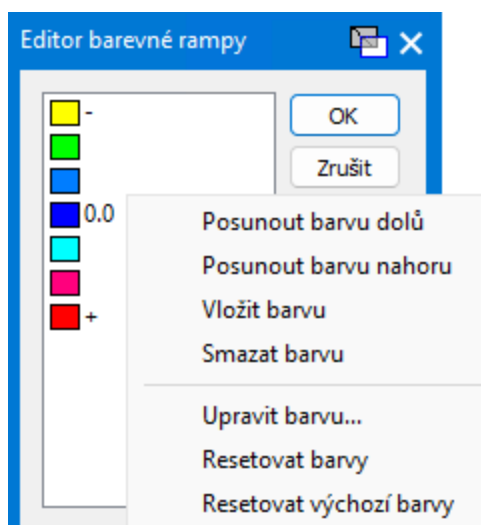 Editor barevné rampy
-
OK
Zrušit
0.0
+
Posunout barvu dolů
Posunout barvu nahoru
Vložit barvu
Smazat barvu
Upravit barvu...
Resetovat barvy
Resetovat výchozí barvy